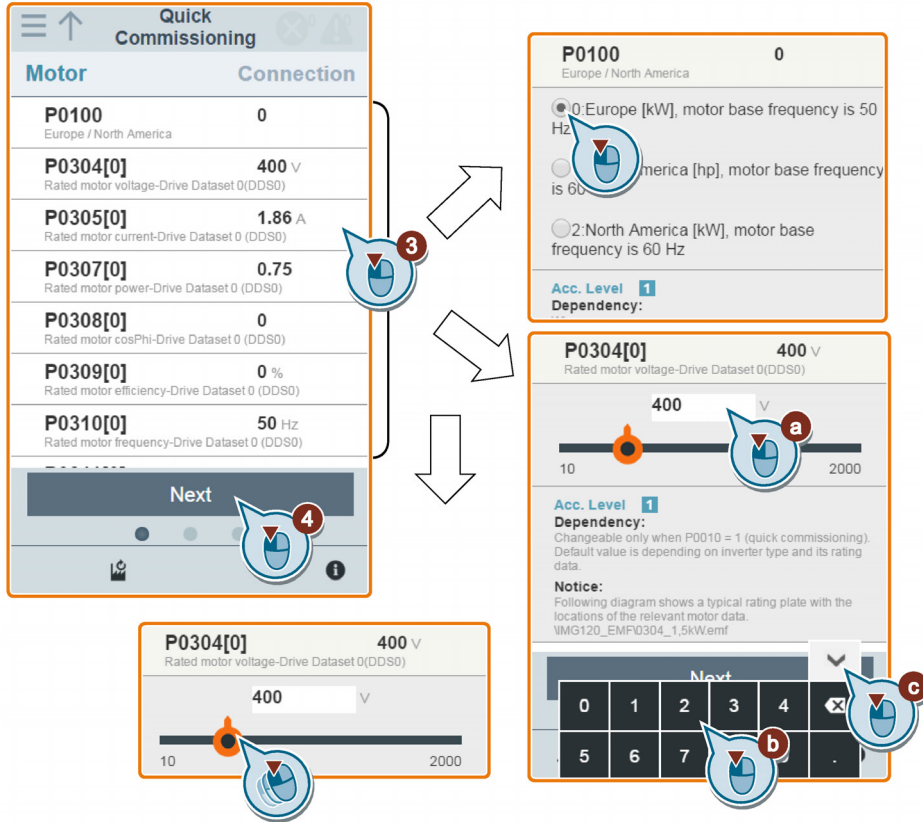 Quick
Commissioning
Motor
Connection
P0100 0
Europe / North America
P0304[0] 400 V
Rated motor voltage-Drive Dataset 0(DDS0)
P0305[0] 1.86 A
Rated motor current-Drive Dataset 0 (DDS0)
P0307[0] 0.75
Rated motor power-Drive Dataset 0 (DDS0)
P0308[0] 0
Rated motor cosPhi-Drive Dataset 0 (DDS0)
P0309[0] 0 %
Rated motor efficiency-Drive Dataset 0 (DDS0)
P0310[0] 50 Hz
Rated motor frequency-Drive Dataset 0 (DDS0)
3
Next
4
P0100 0
Europe / North America
0:Europe [kW], motor base frequency is 50
Hz
merica [hp], motor base frequency
is 60
2:North America [kW], motor base
frequency is 60 Hz
Acc. Level 1
Dependency:
P0304[0] 400 V
Rated motor voltage-Drive Dataset 0(DDS0)
400 V
a
10 2000
Acc. Level 1
Dependency:
Changeable only when P0010 = 1 (quick commissioning).
Default value is depending on inverter type and its rating
data.
Notice:
Following diagram shows a typical rating plate with the
locations of the relevant motor data.
\IMG120_EMF\0304_1,5kW.emf
Next
c
0 1 2 3 4
b
5 6 7 .
P0304[0] 400 V
Rated motor voltage-Drive Dataset 0(DDS0)
400 V
10 2000